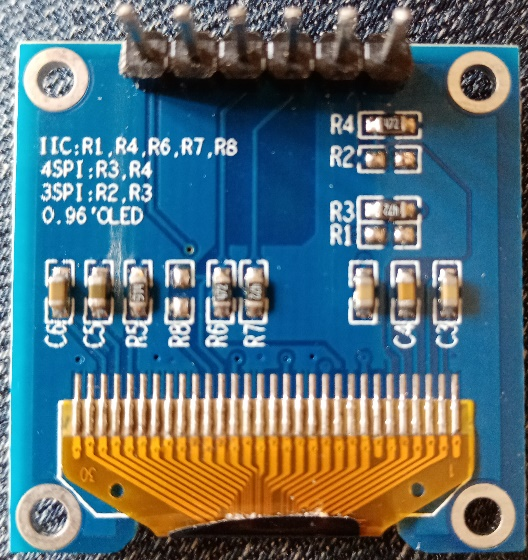 IIC:R1,R4,R6,R7,R8
4SPI:R3,R4
3SPI:R2,R3
0.96'OLED
R4
R2
R3
R1
C6
C5
R5
R8
R6
R7
C4
C3
30
1